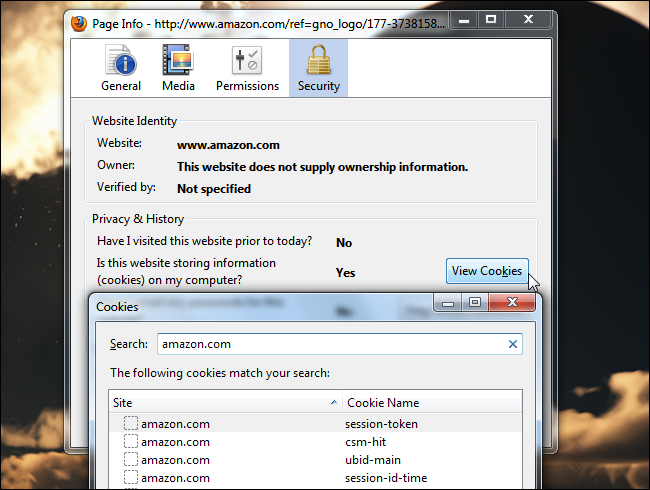 Page Info - http://www.amazon.com/ref=gno_logo/177-3738158...
General Media Permissions Security
Website Identity
Website: www.amazon.com
Owner: This website does not supply ownership information.
Verified by: Not specified
Privacy & History
Have I visited this website prior to today? No
Is this website storing information
(cookies) on my computer? Yes View Cookies
Cookies
Search: amazon.com
The following cookies match your search:
Site Cookie Name
amazon.com session-token
amazon.com csm-hit
amazon.com ubid-main
amazon.com session-id-time